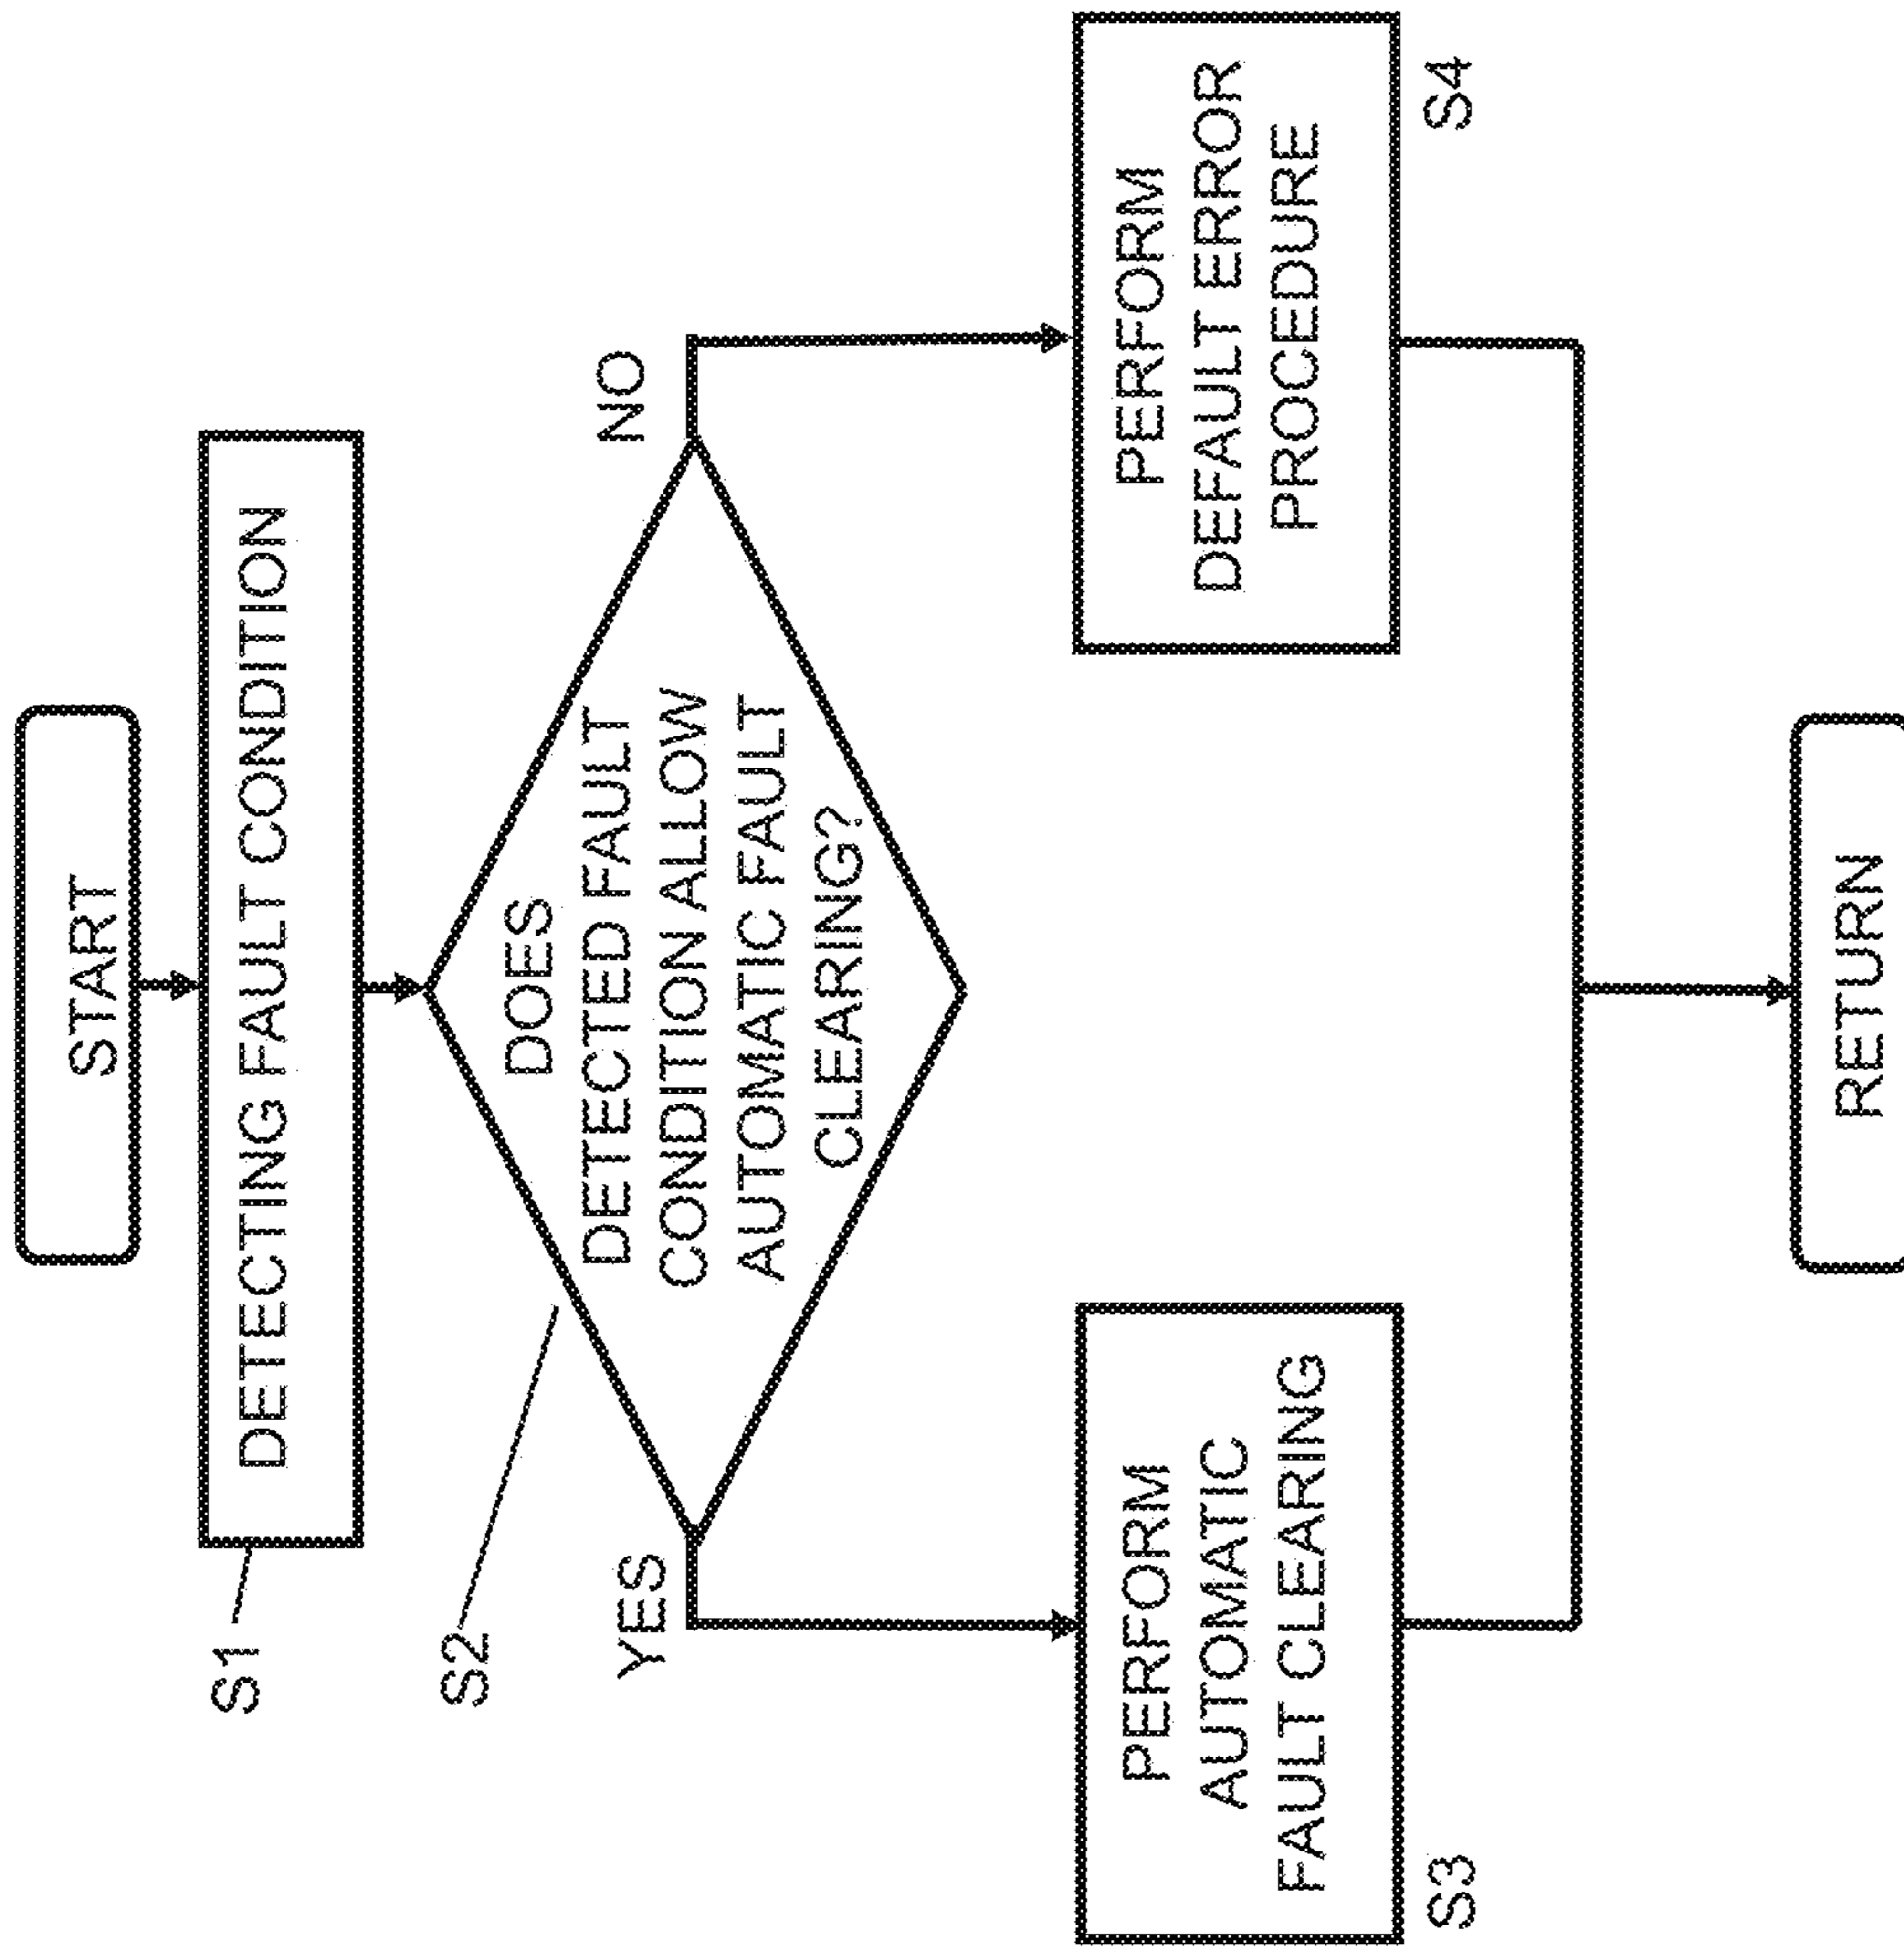 START
S1
DETECTING FAULT CONDITION
S2
DOES
DETECTED FAULT
CONDITION ALLOW
AUTOMATIC FAULT
CLEARING?
YES
NO
PERFORM
AUTOMATIC
FAULT CLEARING
S3
PERFORM
DEFAULT ERROR
PROCEDURE
S4
RETURN